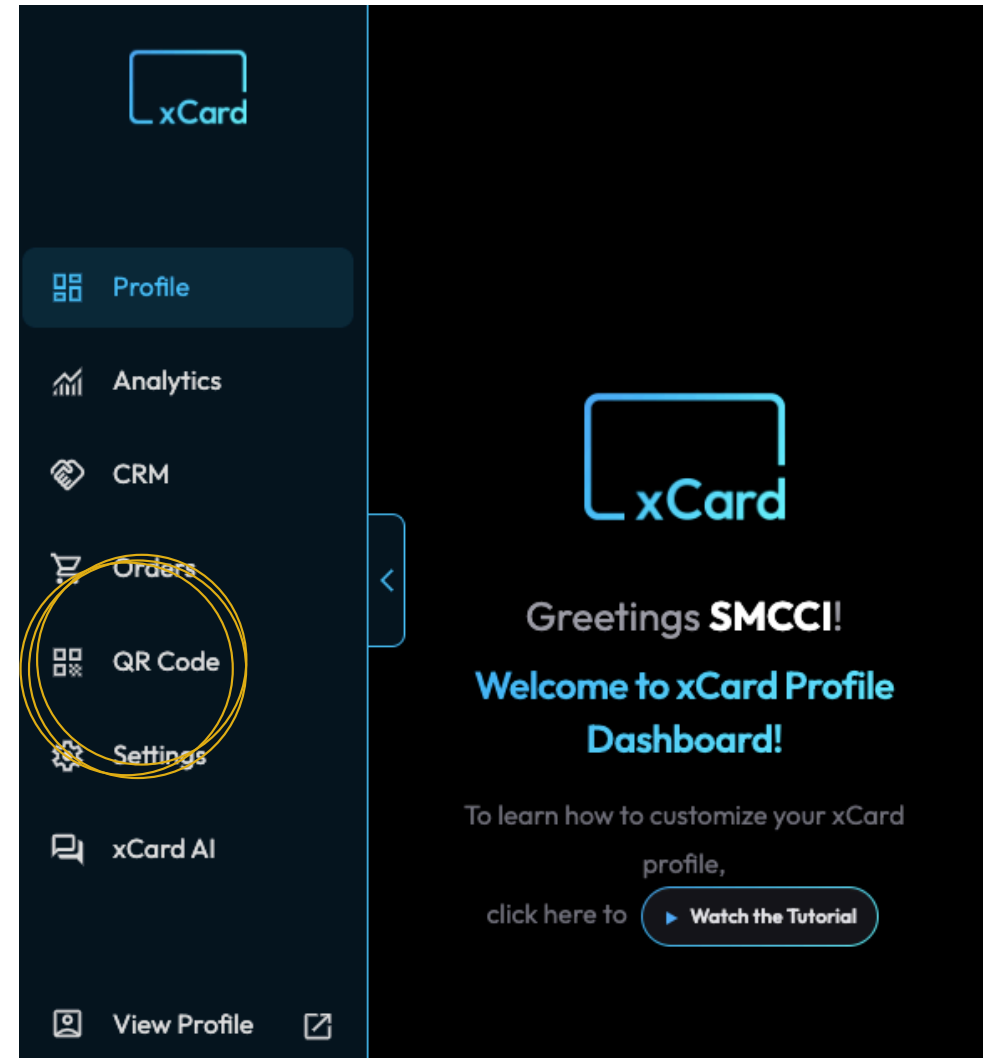 xCard
Profile
Analytics
CRM
Orders
QR Code
Settings
xCard AI
View Profile
xCard
Greetings SMCCI!
Welcome to xCard Profile
Dashboard!
To learn how to customize your xCard
profile,
click here to Watch the Tutorial